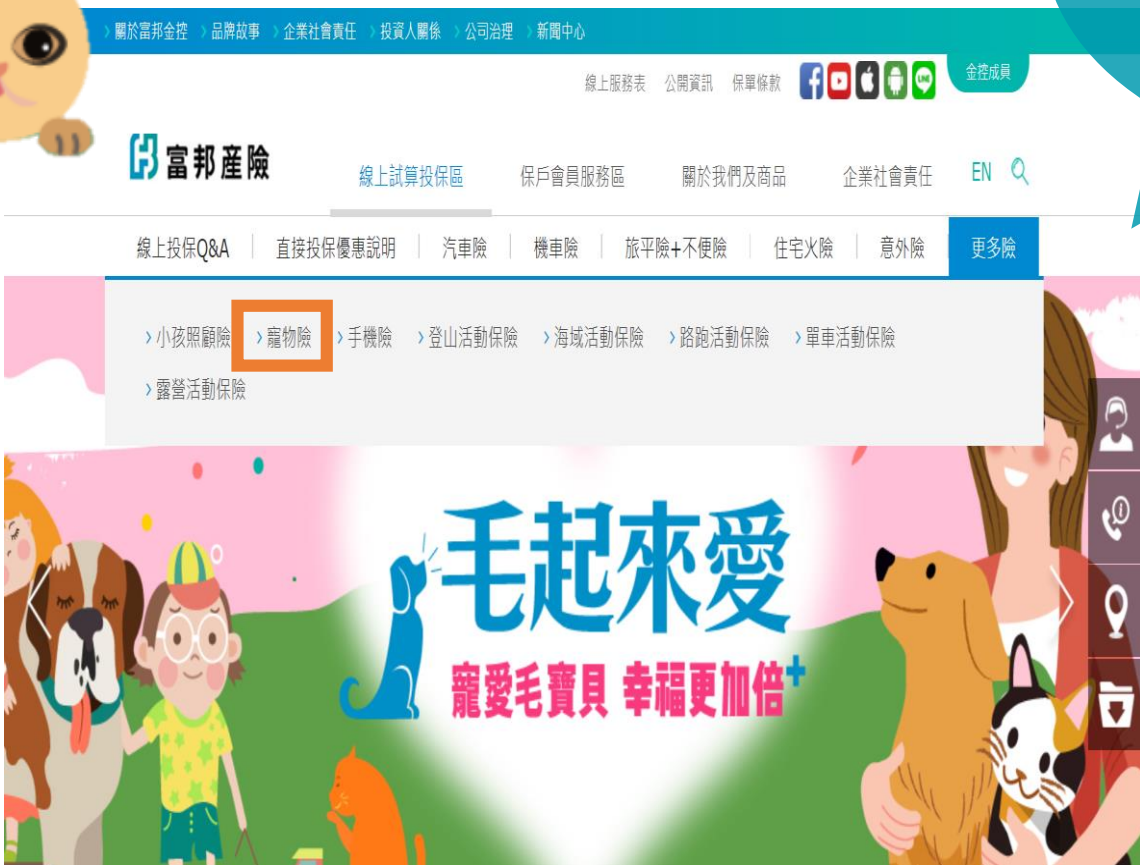 ›關於富邦金控 ›品牌故事 ›企業社會責任 ›投資人關係 ›公司治理 ›新聞中心
線上服務表 公開資訊 保單條款 金控成員
富邦產險 線上試算投保區 保戶會員服務區 關於我們及商品 企業社會責任 EN
線上投保Q&A 直接投保優惠說明 汽車險 機車險 旅平險+不便險 住宅火險 意外險 更多險
›小孩照顧險 ›寵物險 ›手機險 ›登山活動保險 ›海域活動保險 ›路跑活動保險 ›單車活動保險
›露營活動保險
毛起來愛
寵愛毛寶貝 幸福更加倍+